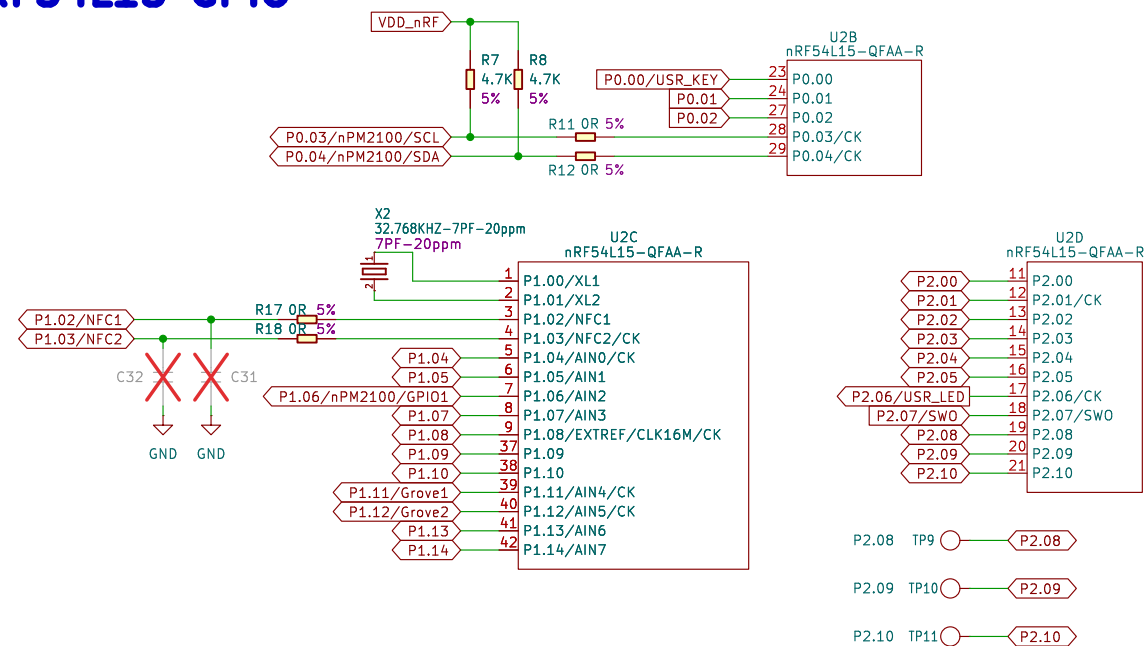 VDD_nRF
R7
4.7K
5%
R8
4.7K
5%
U2B
nRF54L15-QFAA-R
P0.00/USR_KEY
23
P0.00
P0.01
24
P0.01
P0.02
27
P0.02
P0.03/nPM2100/SCL
R11 0R 5%
28
P0.03/CK
P0.04/nPM2100/SDA
R12 0R 5%
29
P0.04/CK
X2
32.768KHZ-7PF-20ppm
7PF-20ppm
1
2
U2C
nRF54L15-QFAA-R
1
P1.00/XL1
2
P1.01/XL2
P1.02/NFC1
R17 0R 5%
3
P1.02/NFC1
P1.03/NFC2
R18 0R 5%
4
P1.03/NFC2/CK
C32
C31
GND
GND
P1.04
5
P1.04/AIN0/CK
P1.05
6
P1.05/AIN1
P1.06/nPM2100/GPIO1
7
P1.06/AIN2
P1.07
8
P1.07/AIN3
P1.08
9
P1.08/EXTREF/CLK16M/CK
P1.09
37
P1.09
P1.10
38
P1.10
P1.11/Grove1
39
P1.11/AIN4/CK
P1.12/Grove2
40
P1.12/AIN5/CK
P1.13
41
P1.13/AIN6
P1.14
42
P1.14/AIN7
U2D
nRF54L15-QFAA-R
P2.00
11
P2.00
P2.01
12
P2.01/CK
P2.02
13
P2.02
P2.03
14
P2.03
P2.04
15
P2.04
P2.05
16
P2.05
P2.06/USR_LED
17
P2.06/CK
P2.07/SWO
18
P2.07/SWO
P2.08
19
P2.08
P2.09
20
P2.09
P2.10
21
P2.10
P2.08 TP9 P2.08
P2.09 TP10 P2.09
P2.10 TP11 P2.10